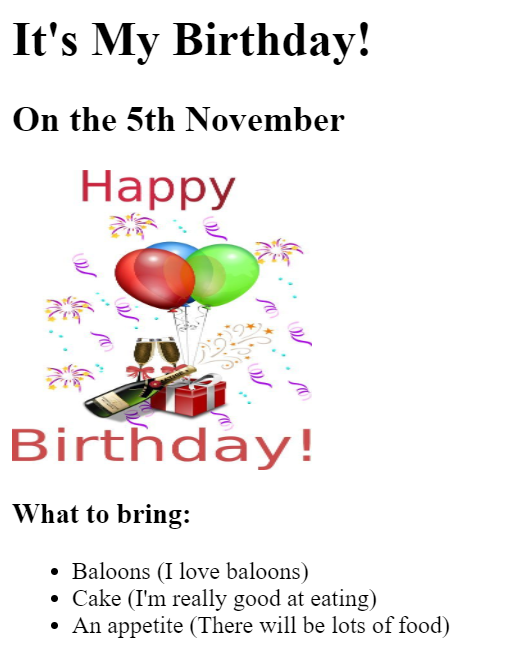 It's My Birthday!
On the 5th November
Happy
Birthday!
What to bring:
Baloons (I love baloons)
Cake (I'm really good at eating)
An appetite (There will be lots of food)